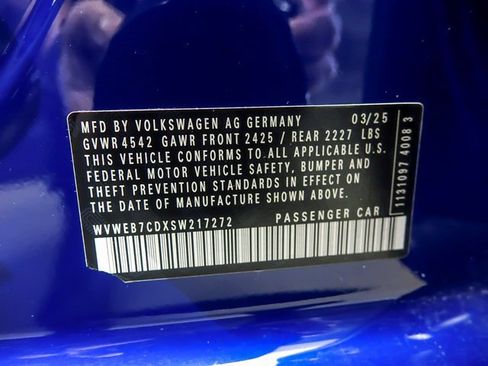 MFD BY VOLKSWAGEN AG GERMANY 03/25
GVWR 4542 GAWR FRONT 2425 / REAR 2227 LBS
THIS VEHICLE CONFORMS TO ALL APPLICABLE U.S.
FEDERAL MOTOR VEHICLE SAFETY, BUMPER AND
THEFT PREVENTION STANDARDS IN EFFECT ON
THE DATE OF MANUFACTURE SHOWN ABOVE.
WVWEB7CDXSW217272 PASSENGER CAR
1131097 4008 3